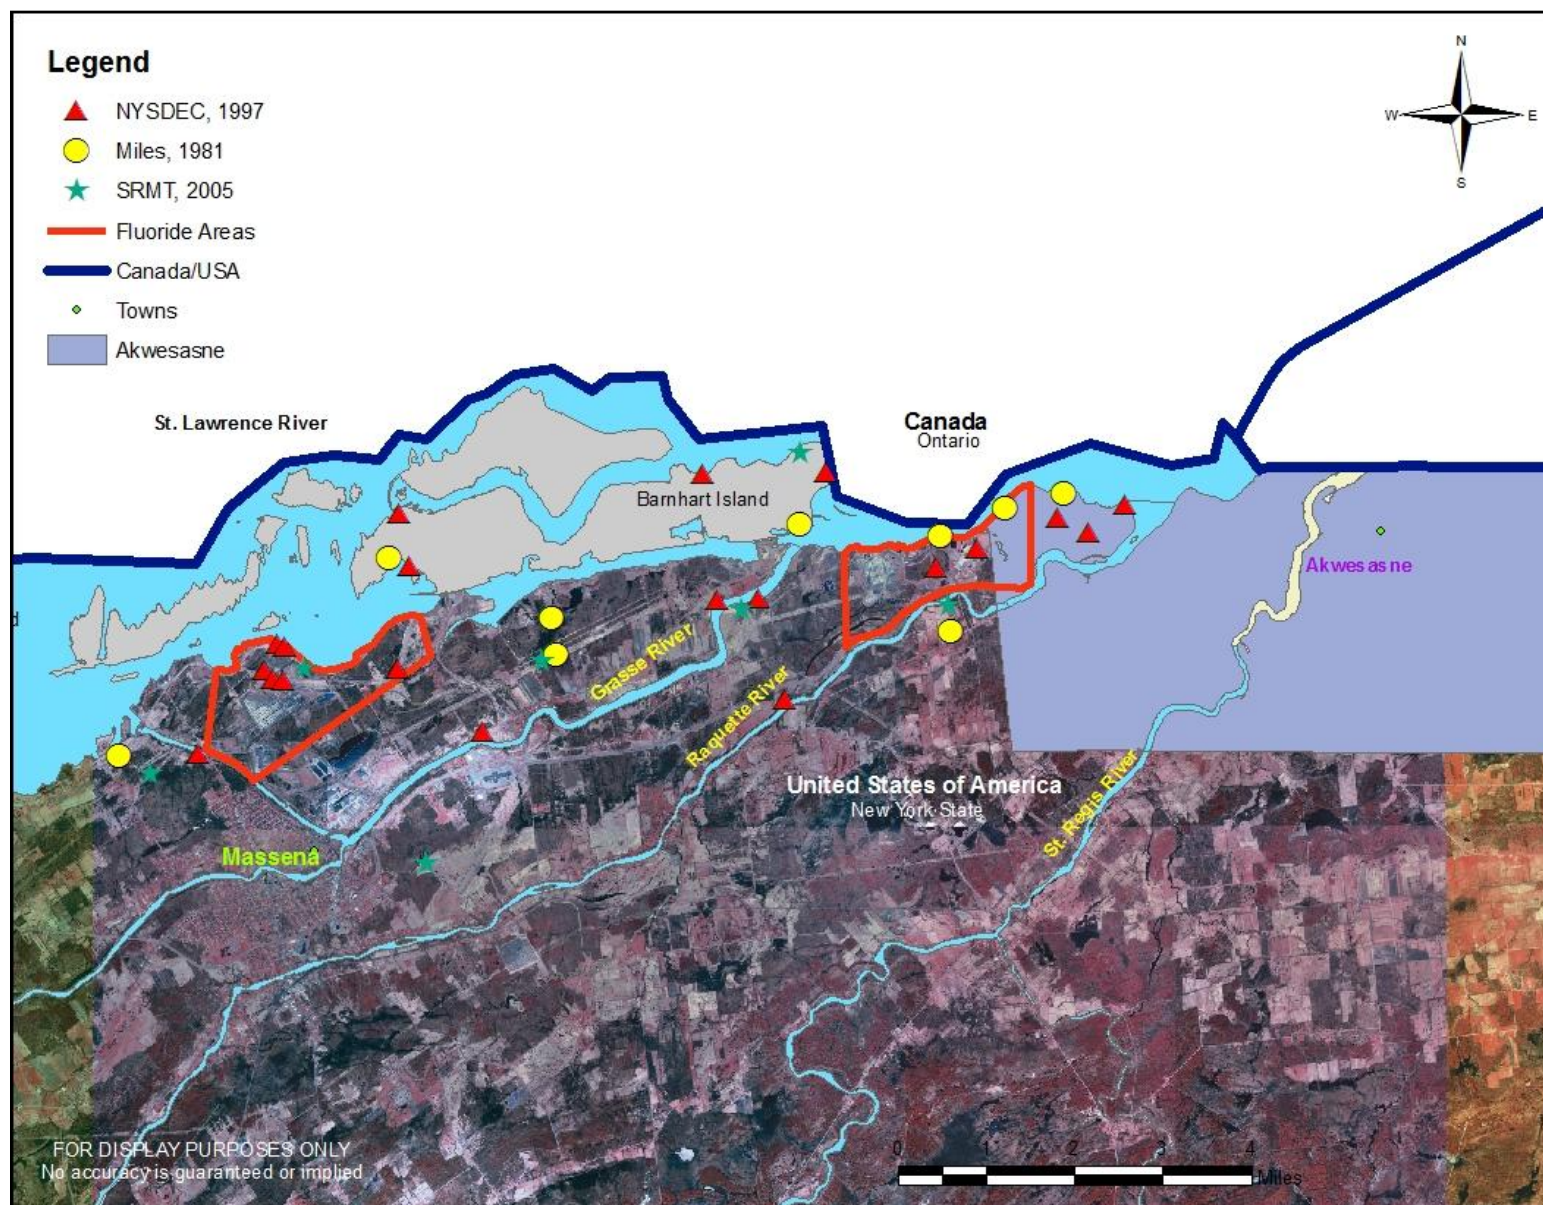 Legend
NYSDEC, 1997
Miles, 1981
SRMT, 2005
Fluoride Areas
Canada/USA
Towns
Akwesasne
N
W
E
S
St. Lawrence River
Canada
Ontario
Barnhart Island
Akwesasne
d
Grasse River
Raquette River
United States of America
New York State
St. Regis River
Massena
FOR DISPLAY PURPOSES ONLY
No accuracy is guaranteed or implied
0 1 2 3 4
Miles